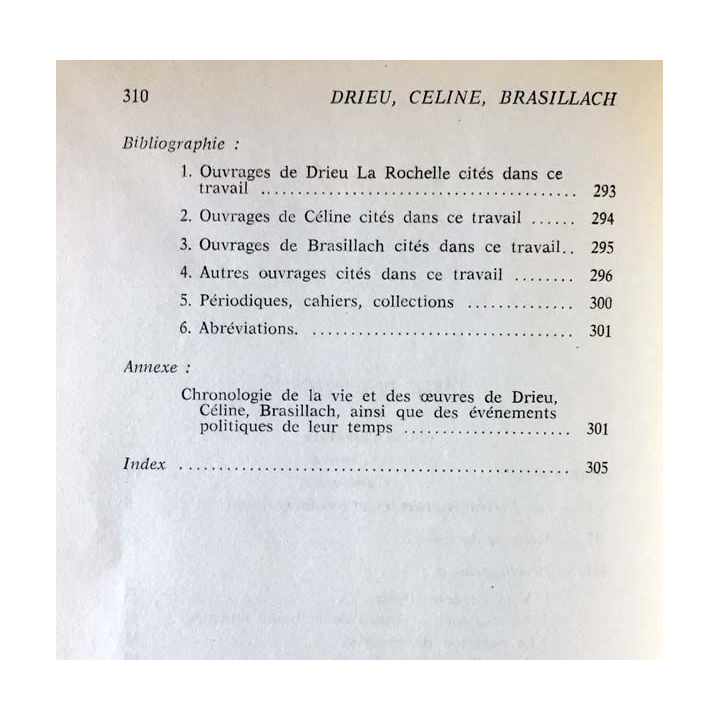 310 DRIEU, CELINE, BRASILLACH
Bibliographie :
1. Ouvrages de Drieu La Rochelle cités dans ce
travail ....................................... 293
2. Ouvrages de Céline cités dans ce travail ...... 294
3. Ouvrages de Brasillach cités dans ce travail.. 295
4. Autres ouvrages cités dans ce travail ........ 296
5. Périodiques, cahiers, collections .............. 300
6. Abréviations. ................................. 301
Annexe :
Chronologie de la vie et des œuvres de Drieu,
Céline, Brasillach, ainsi que des événements
politiques de leur temps ..................... 301
Index ................................................. 305